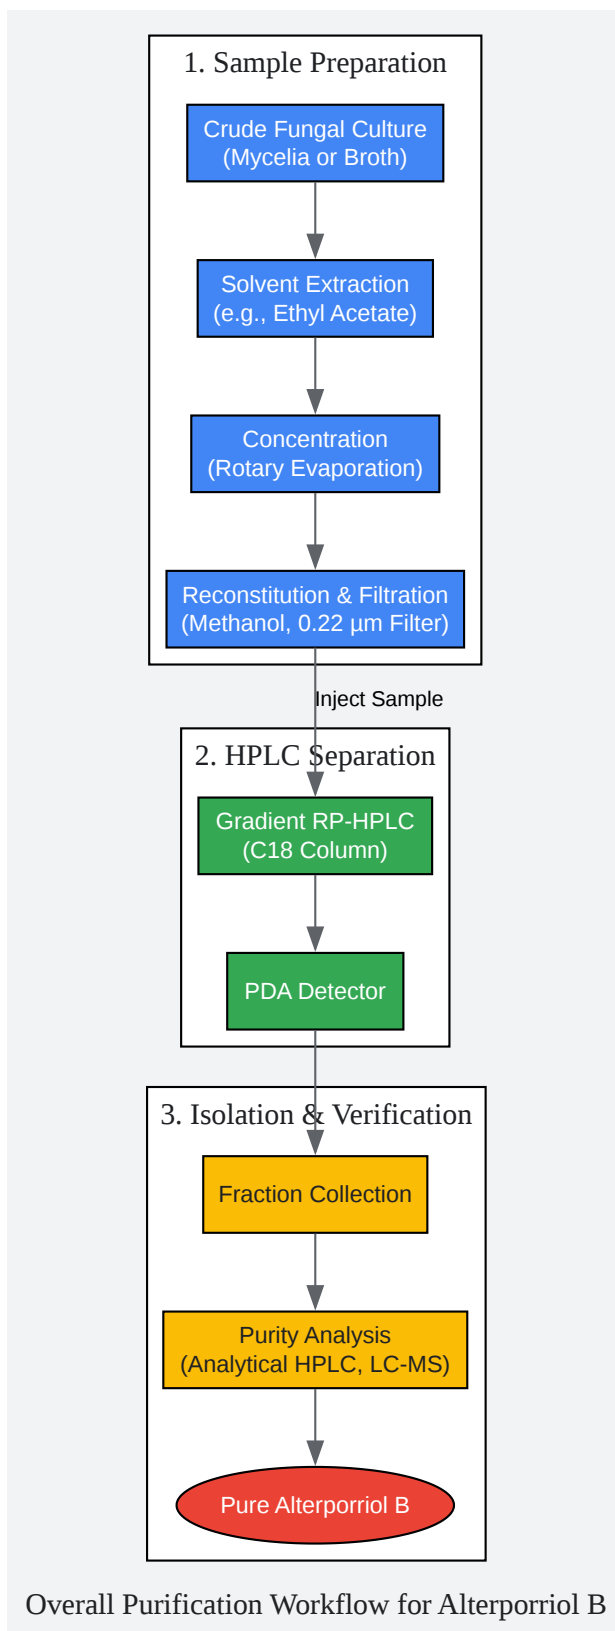 1. Sample Preparation
Crude Fungal Culture
(Mycelia or Broth)
Solvent Extraction
(e.g., Ethyl Acetate)
Concentration
(Rotary Evaporation)
Reconstitution & Filtration
(Methanol, 0.22 µm Filter)
Inject Sample
2. HPLC Separation
Gradient RP-HPLC
(C18 Column)
PDA Detector
3. Isolation & Verification
Fraction Collection
Purity Analysis
(Analytical HPLC, LC-MS)
Pure Alterporriol B
Overall Purification Workflow for Alterporriol B